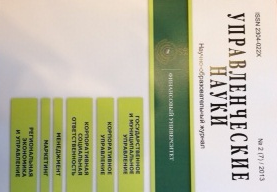 ISSN 2304-022X
УПРАВЛЕНЧЕСКИЕ
НАУКИ
Научно-образовательный журнал
№ 2 (7) / 2013
ФИНАНСОВЫЙ УНИВЕРСИТЕТ
ГОСУДАРСТВЕННОЕ
И МУНИЦИПАЛЬНОЕ
УПРАВЛЕНИЕ
КОРПОРАТИВНОЕ
УПРАВЛЕНИЕ
КОРПОРАТИВНАЯ
СОЦИАЛЬНАЯ
ОТВЕТСТВЕННОСТЬ
МЕНЕДЖМЕНТ
МАРКЕТИНГ
РЕГИОНАЛЬНАЯ
ЭКОНОМИКА
И УПРАВЛЕНИЕ